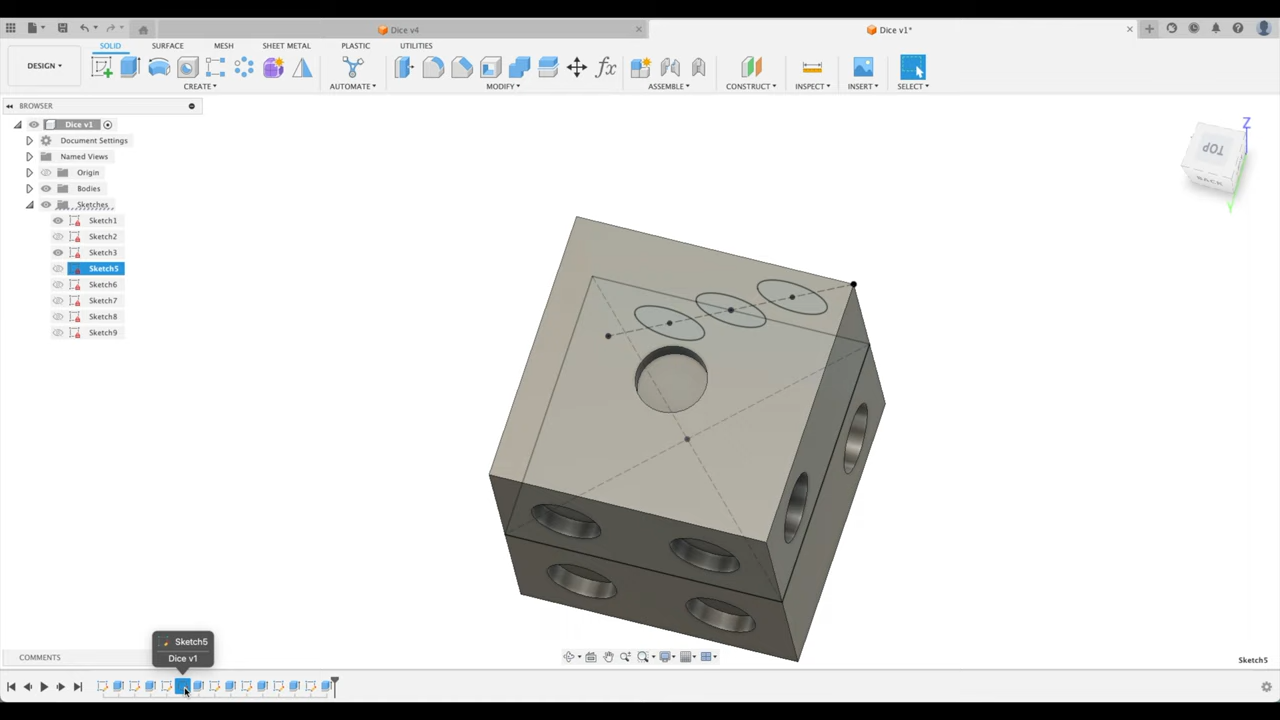 Dice v4
Dice v1*
DESIGN
SOLID
SURFACE
MESH
SHEET METAL
PLASTIC
UTILITIES
CREATE
AUTOMATE
MODIFY
fx
ASSEMBLE
CONSTRUCT
INSPECT
INSERT
SELECT
BROWSER
Dice v1
Document Settings
Named Views
Origin
Bodies
Sketches
Sketch1
Sketch2
Sketch3
Sketch5
Sketch6
Sketch7
Sketch8
Sketch9
Z
TOP
BACK
Y
Sketch5
Dice v1
COMMENTS
Sketch5